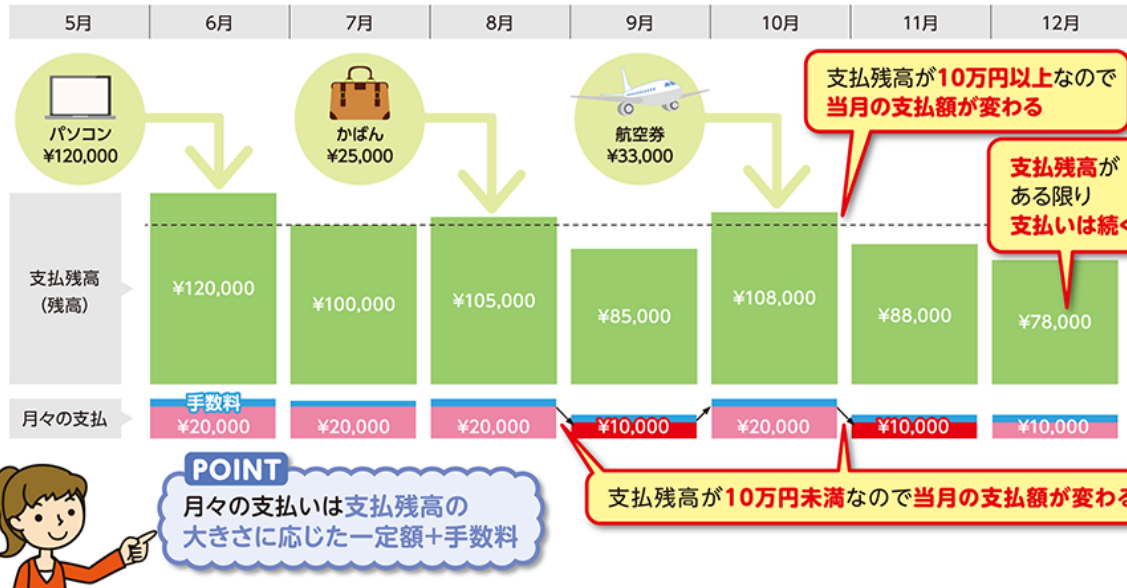 5月
6月
7月
8月
9月
10月
11月
12月
パソコン
¥120,000
かばん
¥25,000
航空券
¥33,000
支払残高が10万円以上なので
当月の支払額が変わる
支払残高が
ある限り
支払いは続く
支払残高
(残高)
¥120,000
¥100,000
¥105,000
¥85,000
¥108,000
¥88,000
¥78,000
月々の支払
手数料
¥20,000
¥20,000
¥20,000
¥10,000
¥20,000
¥10,000
¥10,000
POINT
月々の支払いは支払残高の
大きさに応じた一定額+手数料
支払残高が10万円未満なので当月の支払額が変わる